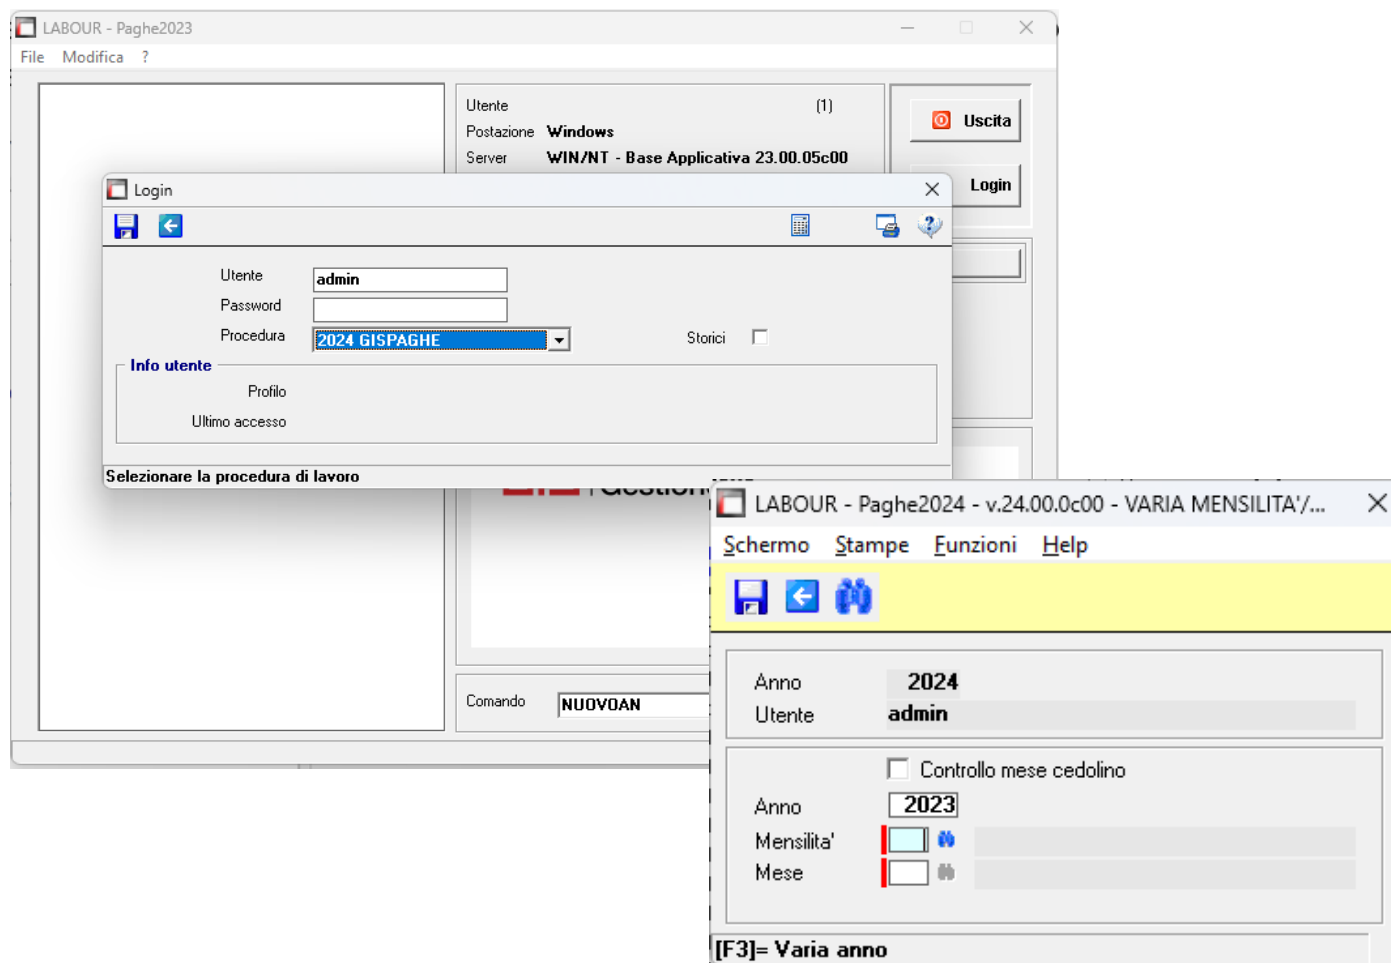 LABOUR - Paghe2023
File Modifica ?
Utente (1)
Postazione Windows
Server WIN/NT - Base Applicativa 23.00.05c00
Uscita
Login
Login
Utente admin
Password
Procedura 2024 GISPAGHE
Storici
Info utente
Profilo
Ultimo accesso
Selezionare la procedura di lavoro
Comando NUOVOAN
LABOUR - Paghe2024 - v.24.00.0c00 - VARIA MENSILITA'/...
Schermo Stampe Funzioni Help
Anno 2024
Utente admin
Controllo mese cedolino
Anno 2023
Mensilita'
Mese
[F3]= Varia anno